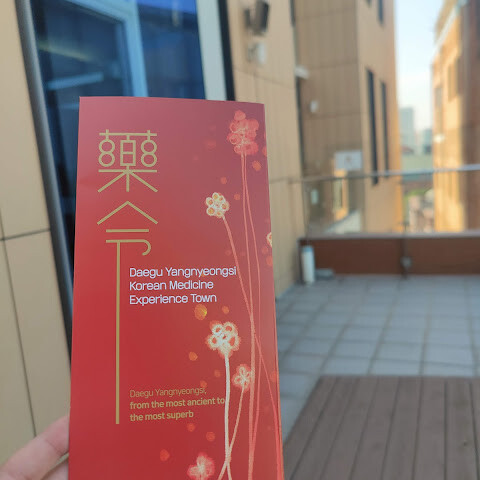 藥
令
Daegu Yangnyeongsi
Korean Medicine
Experience Town
Daegu Yangnyeongsi,
from the most ancient to
the most superb